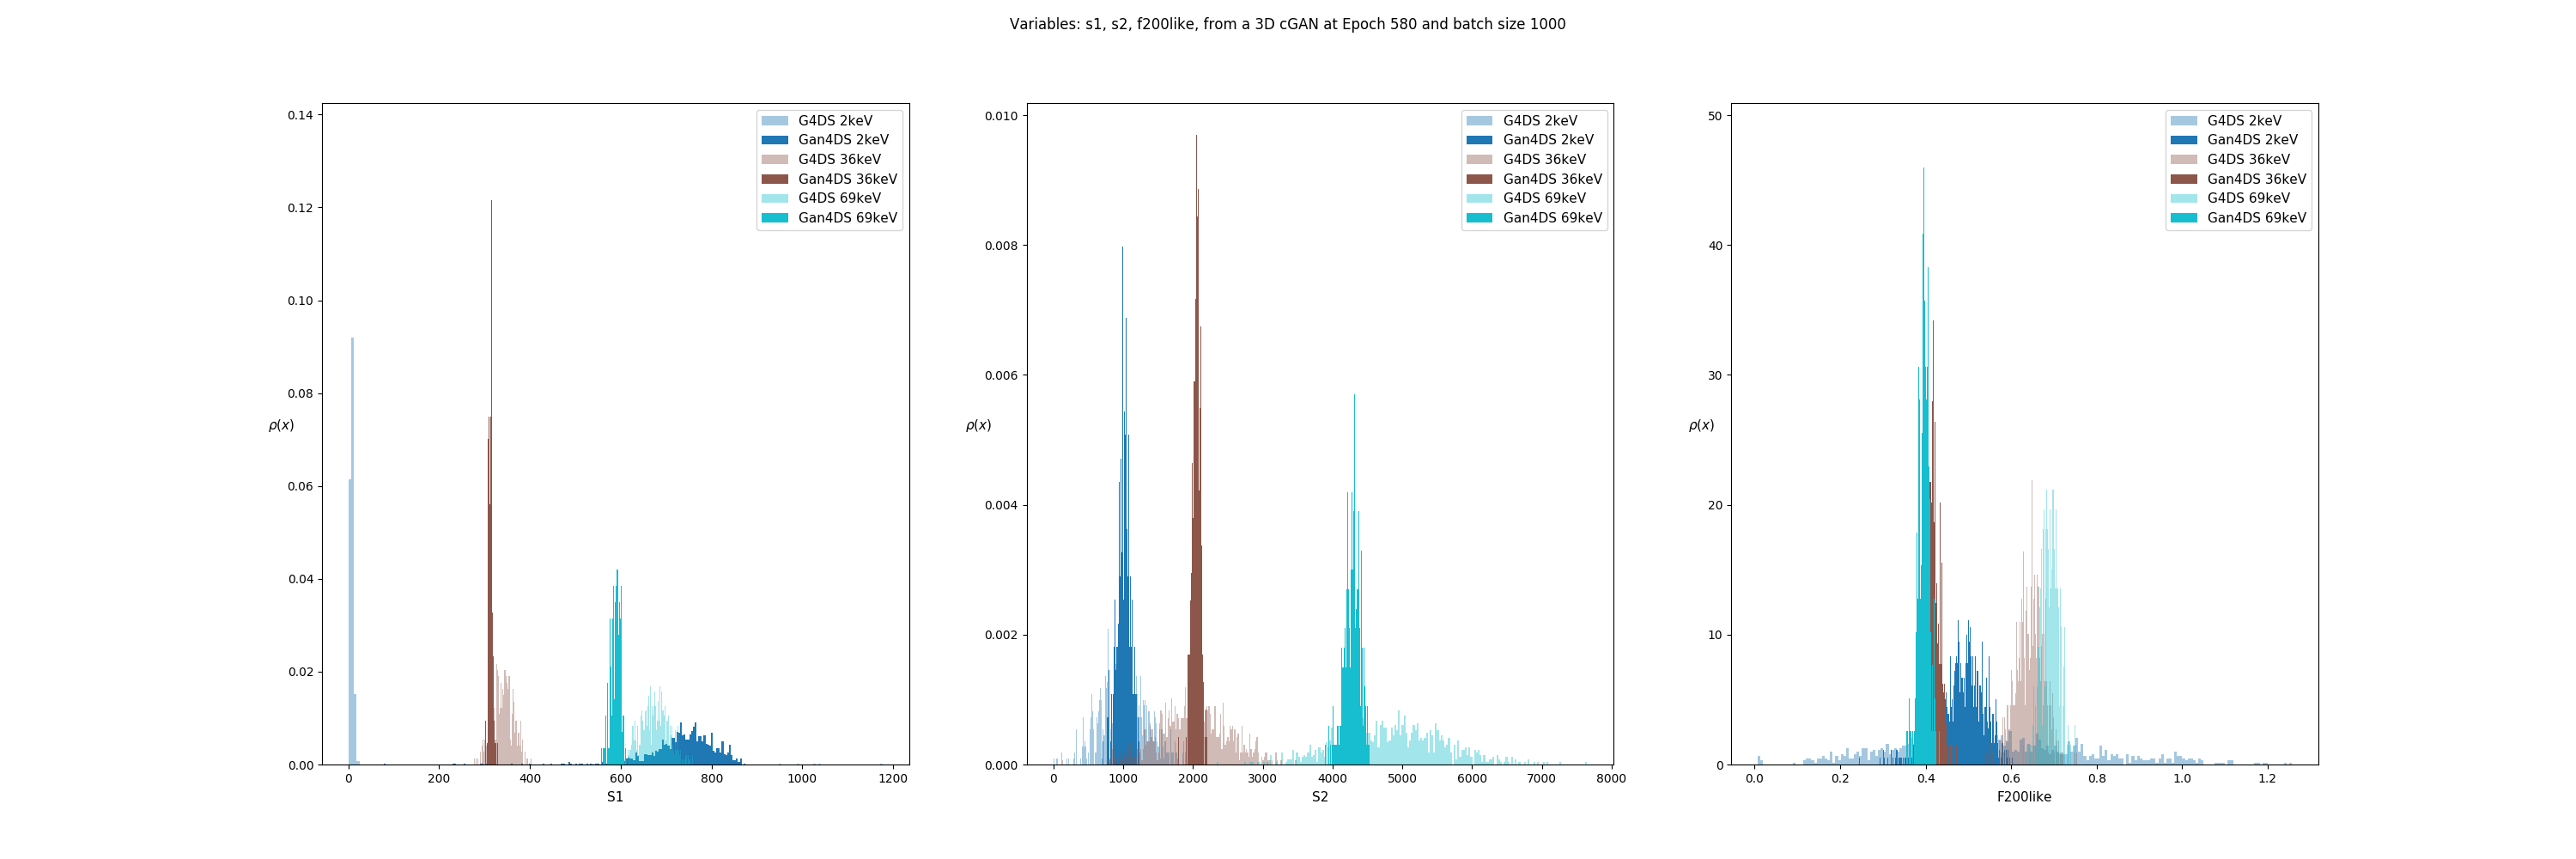 Variables: s1, s2, f200like, from a 3D cGAN at Epoch 580 and batch size 1000
0.14
0.12
0.10
0.08
0.06
0.04
0.02
0.00
ρ(x)
0 200 400 600 800 1000 1200
S1
G4DS 2keV
Gan4DS 2keV
G4DS 36keV
Gan4DS 36keV
G4DS 69keV
Gan4DS 69keV
0.010
0.008
0.006
0.004
0.002
0.000
ρ(x)
0 1000 2000 3000 4000 5000 6000 7000 8000
S2
G4DS 2keV
Gan4DS 2keV
G4DS 36keV
Gan4DS 36keV
G4DS 69keV
Gan4DS 69keV
50
40
30
20
10
0
ρ(x)
0.0 0.2 0.4 0.6 0.8 1.0 1.2
F200like
G4DS 2keV
Gan4DS 2keV
G4DS 36keV
Gan4DS 36keV
G4DS 69keV
Gan4DS 69keV